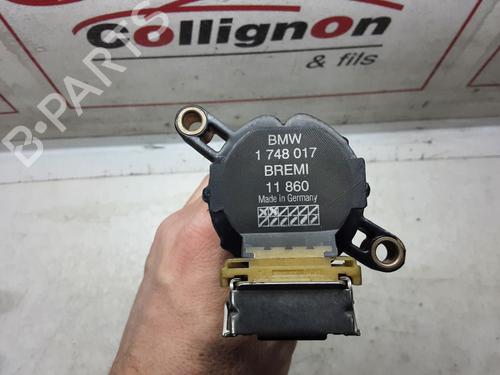 Collignon
& fils
B-PARTS
BMW
1 748 017
BREMI
11 860
Made in Germany